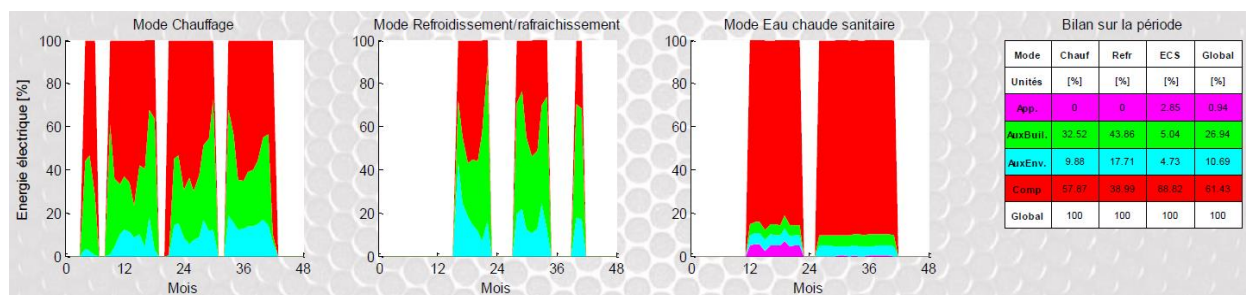 Mode Chauffage
Mode Refroidissement/rafraichissement
Mode Eau chaude sanitaire
Bilan sur la période
Energie électrique [%]
100
80
60
40
20
0
0 12 24 36 48
Mois
100
80
60
40
20
0
0 12 24 36 48
Mois
100
80
60
40
20
0
0 12 24 36 48
Mois
Mode Chauf Refr ECS Global
Unités [%] [%] [%] [%]
App. 0 0 2.85 0.94
AuxBuil. 32.52 43.86 5.04 26.94
AuxEnv. 9.88 17.71 4.73 10.69
Comp. 57.87 38.99 88.82 61.43
Global 100 100 100 100